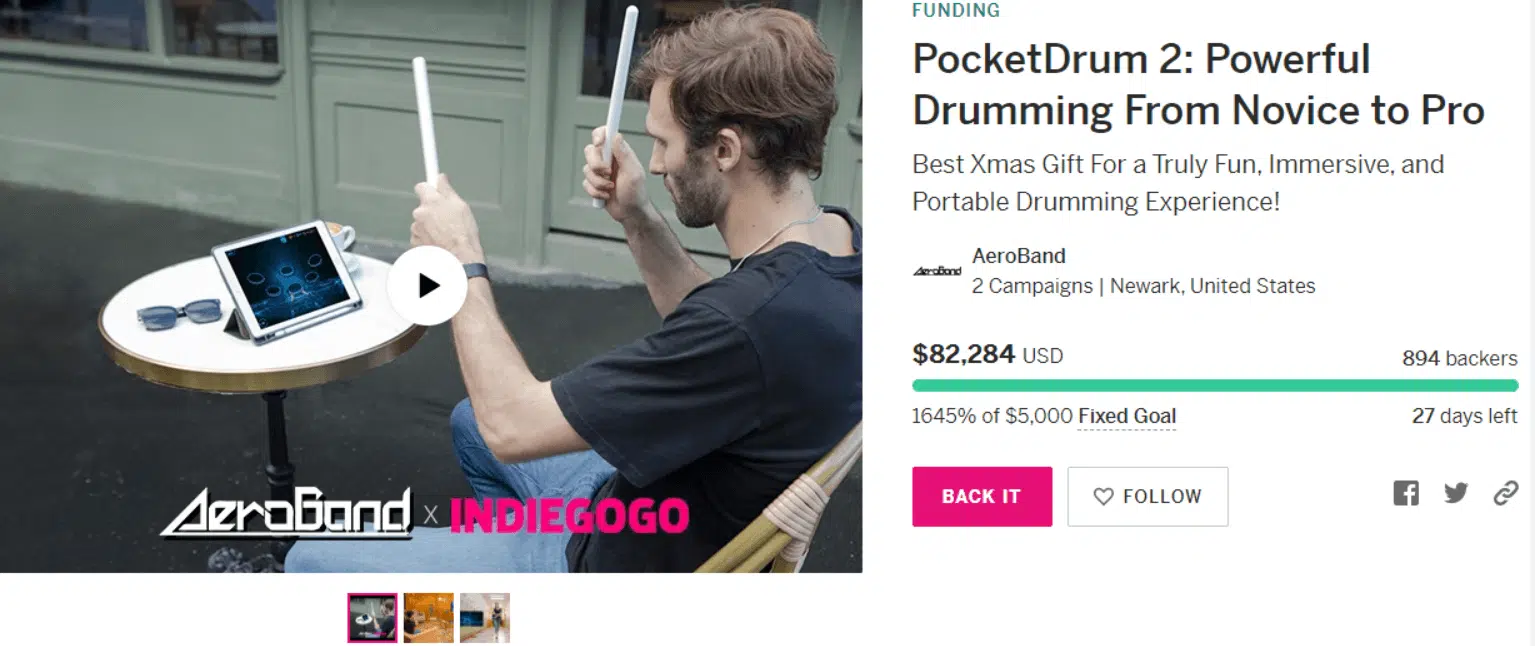 FUNDING
PocketDrum 2: Powerful
Drumming From Novice to Pro
Best Xmas Gift For a Truly Fun, Immersive, and
Portable Drumming Experience!
AeroBand
AeroBand
2 Campaigns | Newark, United States
$82,284 USD
894 backers
1645% of $5,000 Fixed Goal
27 days left
BACK IT
FOLLOW
AeroBand x INDIEGOGO